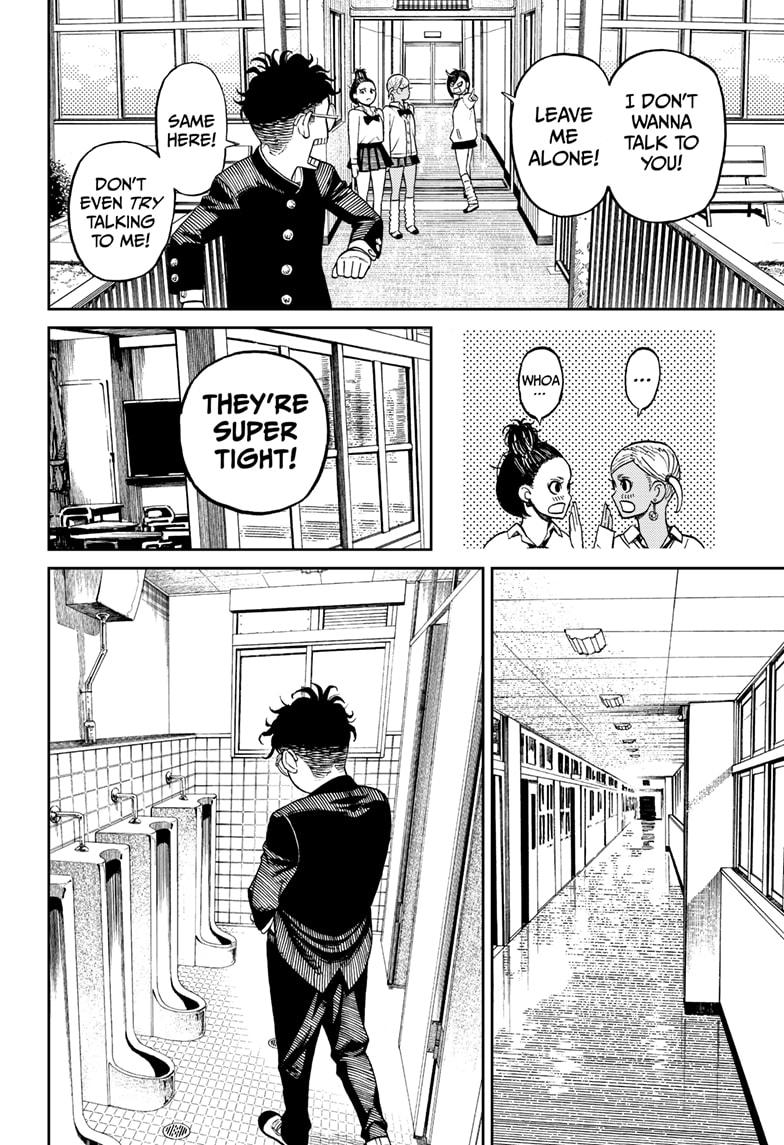 I DON'T
WANNA
TALK TO
YOU!
LEAVE
ME
ALONE!
SAME
HERE!
DON'T
EVEN TRY
TALKING
TO ME!
...
WHOA
...
THEY'RE
SUPER
TIGHT!